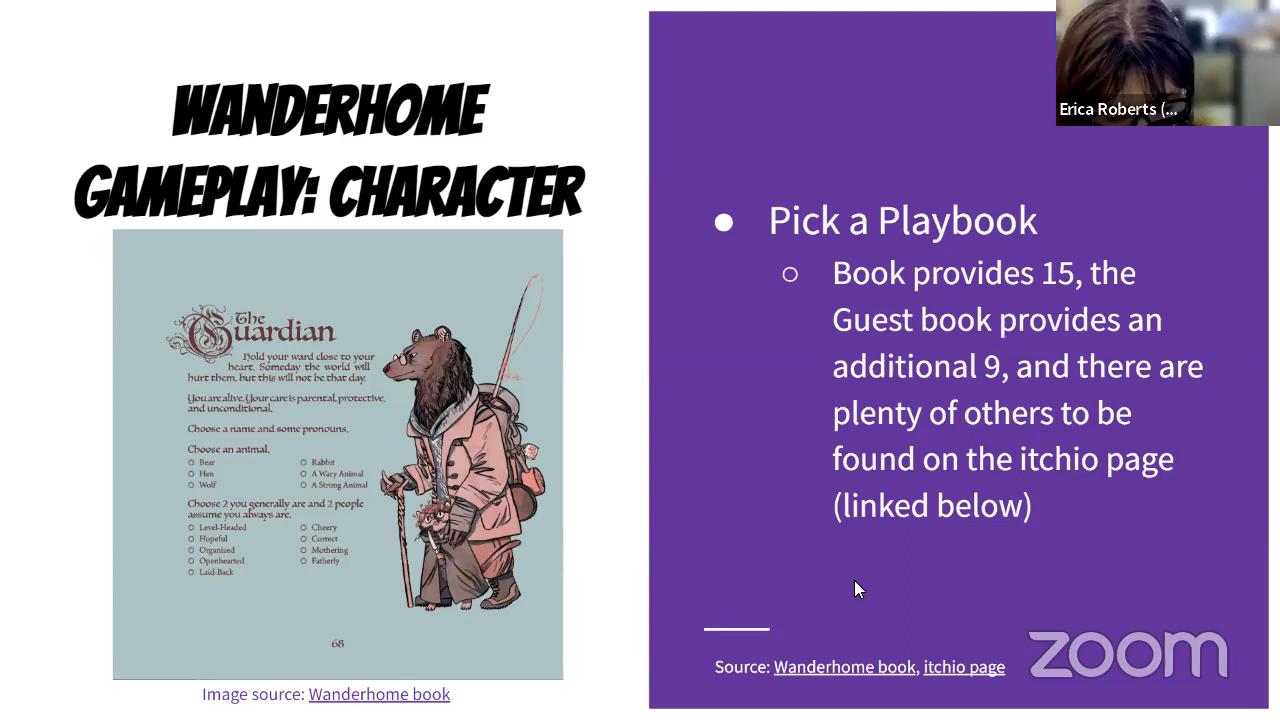 WANDERHOME
GAMEPLAY: CHARACTER
The
Guardian
Hold your ward close to your
heart. Someday the world will
hurt them, but this will not be that day.
You are alive. Your care is parental, protective,
and unconditional.
Choose a name and some pronouns.
Choose an animal.
Bear
Hen
Wolf
Rabbit
A Wary Animal
A Strong Animal
Choose 2 you generally are and 2 people
assume you always are.
Level-Headed
Hopeful
Organized
Openhearted
Laid-Back
Cheery
Correct
Mothering
Fatherly
68
Image source: Wanderhome book
● Pick a Playbook
○ Book provides 15, the
Guest book provides an
additional 9, and there are
plenty of others to be
found on the itchio page
(linked below)
Source: Wanderhome book, itchio page
Erica Roberts (...
zoom